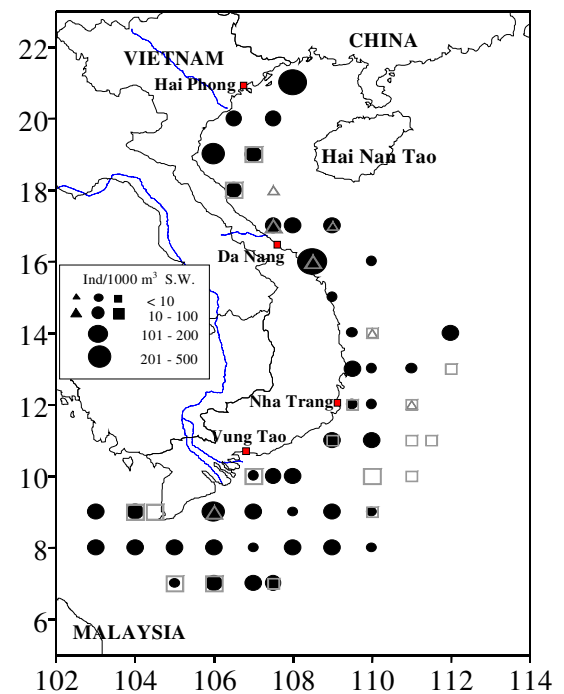 22
CHINA
VIETNAM
Hai Phong
20
Hai Nan Tao
18
Da Nang
16
Ind/1000 m³ S.W.
< 10
10 - 100
101 - 200
201 - 500
14
12
Nha Trang
Vung Tao
10
8
6
MALAYSIA
102 104 106 108 110 112 114